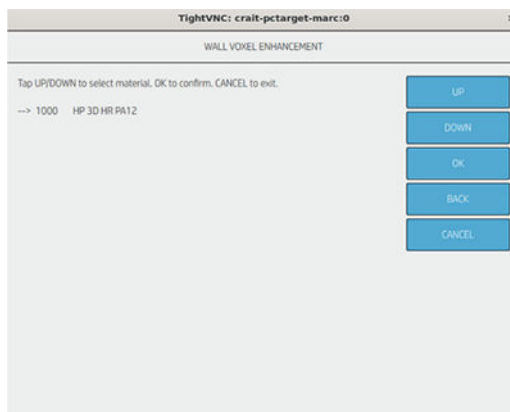 TightVNC: crait-pctarget-marc:0
WALL VOXEL ENHANCEMENT
Tap UP/DOWN to select material. OK to confirm. CANCEL to exit.
--> 1000 HP 3D HR PA12
UP
DOWN
OK
BACK
CANCEL